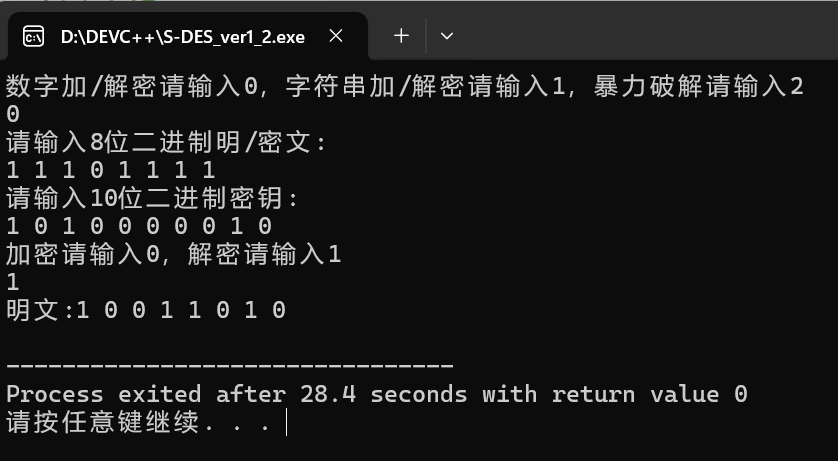 D:\DEVC++\S-DES_ver1_2.exe
数字加/解密请输入0，字符串加/解密请输入1，暴力破解请输入2
0
请输入8位二进制明/密文：
1 1 1 0 1 1 1 1
请输入10位二进制密钥：
1 0 1 0 0 0 0 0 1 0
加密请输入0，解密请输入1
1
明文:1 0 0 1 1 0 1 0
--------------------------------
Process exited after 28.4 seconds with return value 0
请按任意键继续. . .